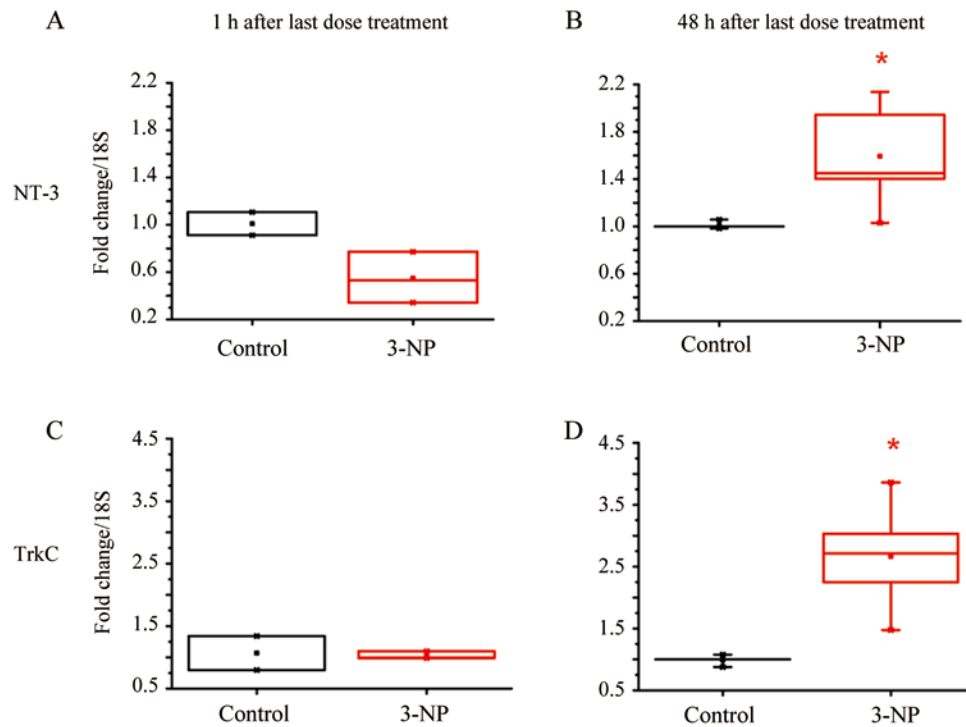 A 1 h after last dose treatment B 48 h after last dose treatment
*
2.2 2.2
1.8 1.8
NT-3 Fold change/18S 1.4 1.4
1.0 1.0
0.6 0.6
0.2 0.2
Control 3-NP Control 3-NP
C D
4.5 4.5 *
3.5 3.5
TrkC Fold change/18S 2.5 2.5
1.5 1.5
0.5 0.5
Control 3-NP Control 3-NP